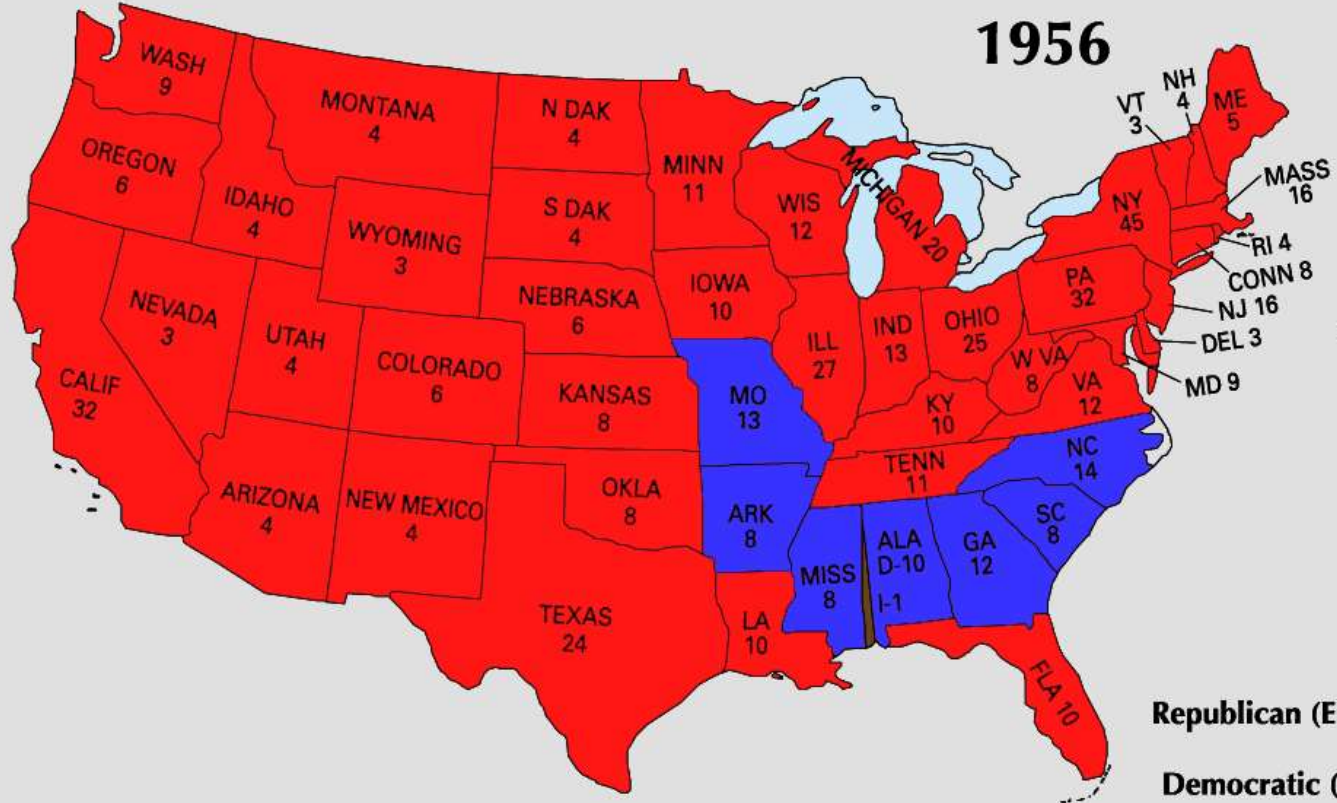 1956
WASH
9
OREGON
6
CALIF
32
IDAHO
4
NEVADA
3
MONTANA
4
WYOMING
3
UTAH
4
COLORADO
6
ARIZONA
4
NEW MEXICO
4
N DAK
4
S DAK
4
NEBRASKA
6
KANSAS
8
OKLA
8
TEXAS
24
MINN
11
IOWA
10
MO
13
ARK
8
LA
10
WIS
12
MICHIGAN 20
ILL
27
IND
13
OHIO
25
KY
10
TENN
11
MISS
8
ALA
D-10
I-1
GA
12
FLA 10
SC
8
NC
14
VA
12
W VA
8
PA
32
NY
45
VT
3
NH
4
ME
5
MASS
16
RI 4
CONN 8
NJ 16
DEL 3
MD 9
Republican (E
Democratic (